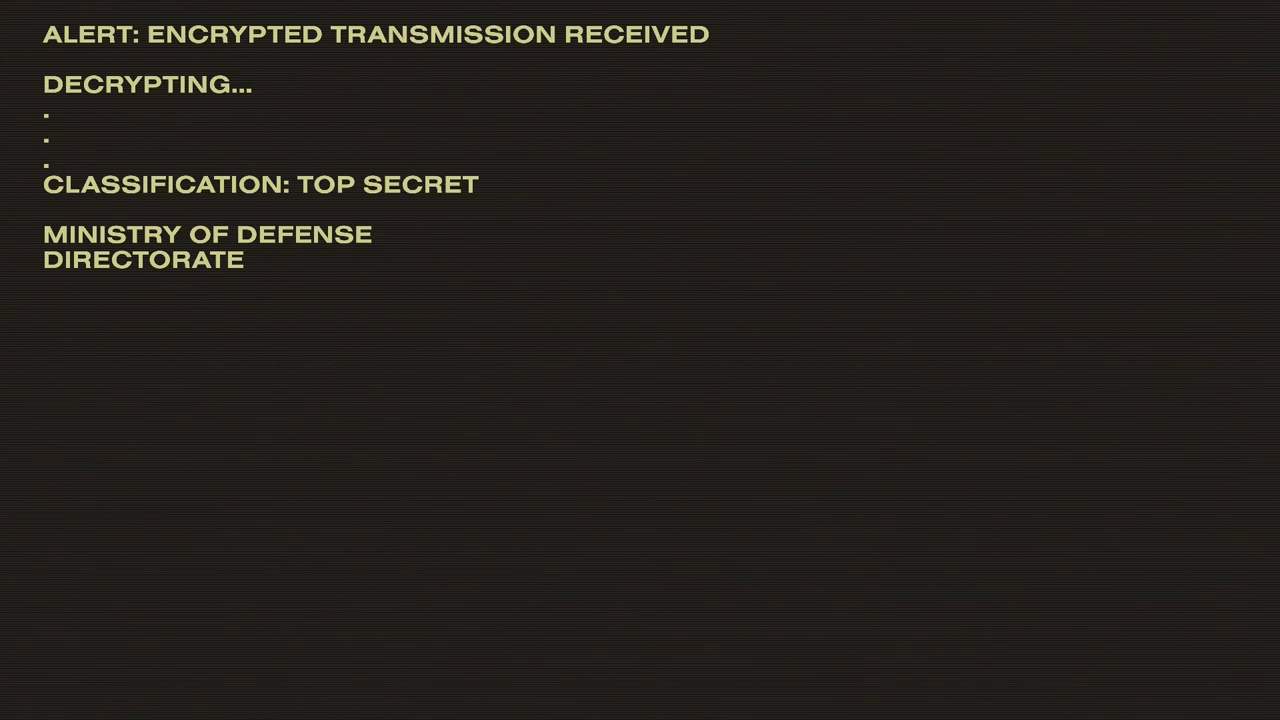 ALERT: ENCRYPTED TRANSMISSION RECEIVED
DECRYPTING...
.
.
.
CLASSIFICATION: TOP SECRET
MINISTRY OF DEFENSE
DIRECTORATE